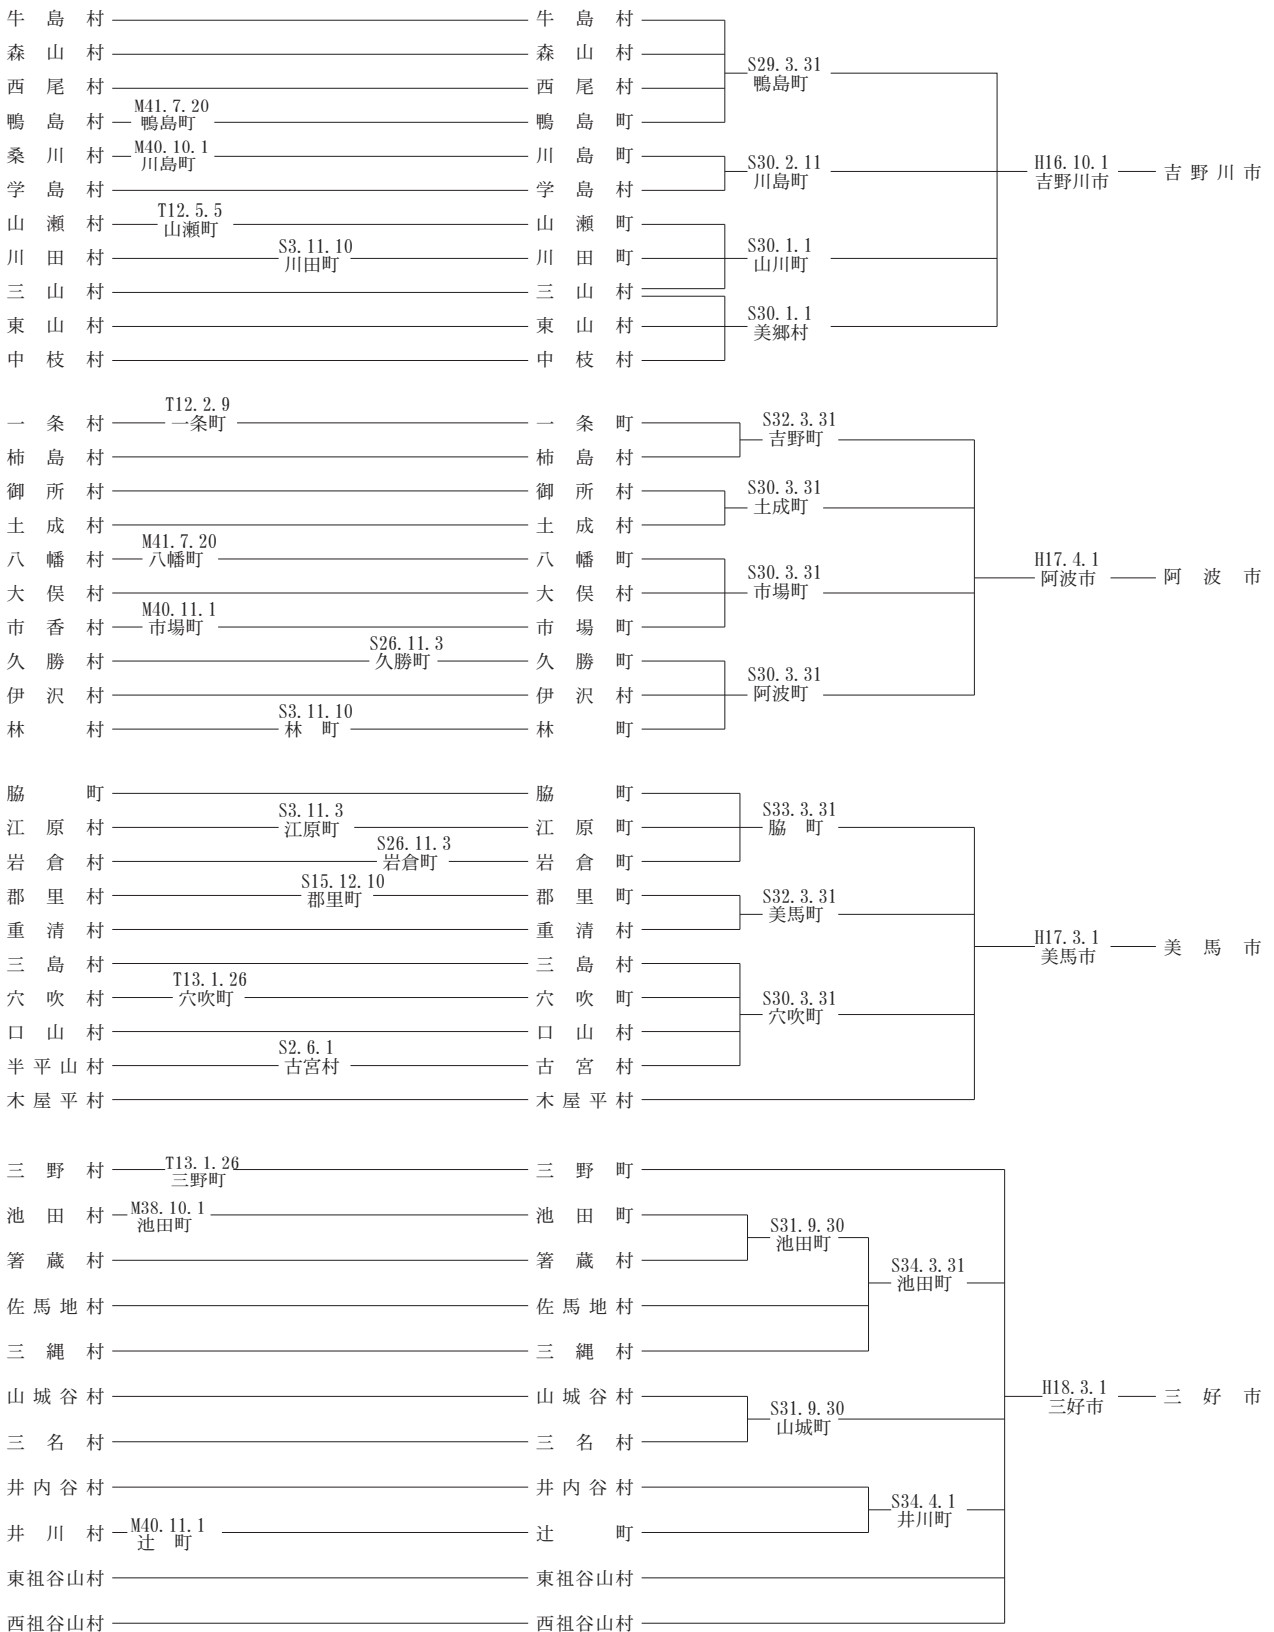 牛島村 牛島村
森山村 森山村
S29.3.31
西尾村 西尾村 鴨島町
M41.7.20
鴨島村 鴨島町 鴨島町
M40.10.1
桑川村 川島町 川島町 S30.2.11 H16.10.1
川島町 吉野川市 吉野川市
学島村 学島村
T12.5.5
山瀬村 山瀬町 山瀬町
S3.11.10 S30.1.1
川田村 川田町 川田町 山川町
三山村 三山村
S30.1.1
東山村 東山村 美郷村
中枝村 中枝村
T12.2.9
一条村 一条町 一条町 S32.3.31
吉野町
柿島村 柿島村
御所村 御所村 S30.3.31
土成町
土成村 土成村
M41.7.20
八幡村 八幡町 八幡町 H17.4.1
S30.3.31 阿波市 阿波市
大俣村 大俣村 市場町
M40.11.1
市香村 市場町 市場町
S26.11.3
久勝村 久勝町 久勝町
S30.3.31
伊沢村 伊沢村 阿波町
S3.11.10
林村 林町 林町
脇町 脇町
S3.11.3 S33.3.31
江原村 江原町 江原町 脇町
S26.11.3
岩倉村 岩倉町 岩倉町
S15.12.10
郡里村 郡里町 郡里町 S32.3.31
美馬町
重清村 重清村
H17.3.1
美馬市 美馬市
三島村 三島村
T13.1.26
穴吹村 穴吹町 穴吹町 S30.3.31
穴吹町
口山村 口山村
S2.6.1
半平山村 古宮村 古宮村
木屋平村 木屋平村
三野村 T13.1.26 三野町
三野町
池田村 M38.10.1 池田町
池田町 S31.9.30
池田町
箸蔵村 箸蔵村 S34.3.31
池田町
佐馬地村 佐馬地村
三縄村 三縄村
山城谷村 山城谷村 H18.3.1
S31.9.30 三好市 三好市
山城町
三名村 三名村
井内谷村 井内谷村
S34.4.1
井川町
井川村 M40.11.1 辻町
辻町
東祖谷山村 東祖谷山村
西祖谷山村 西祖谷山村